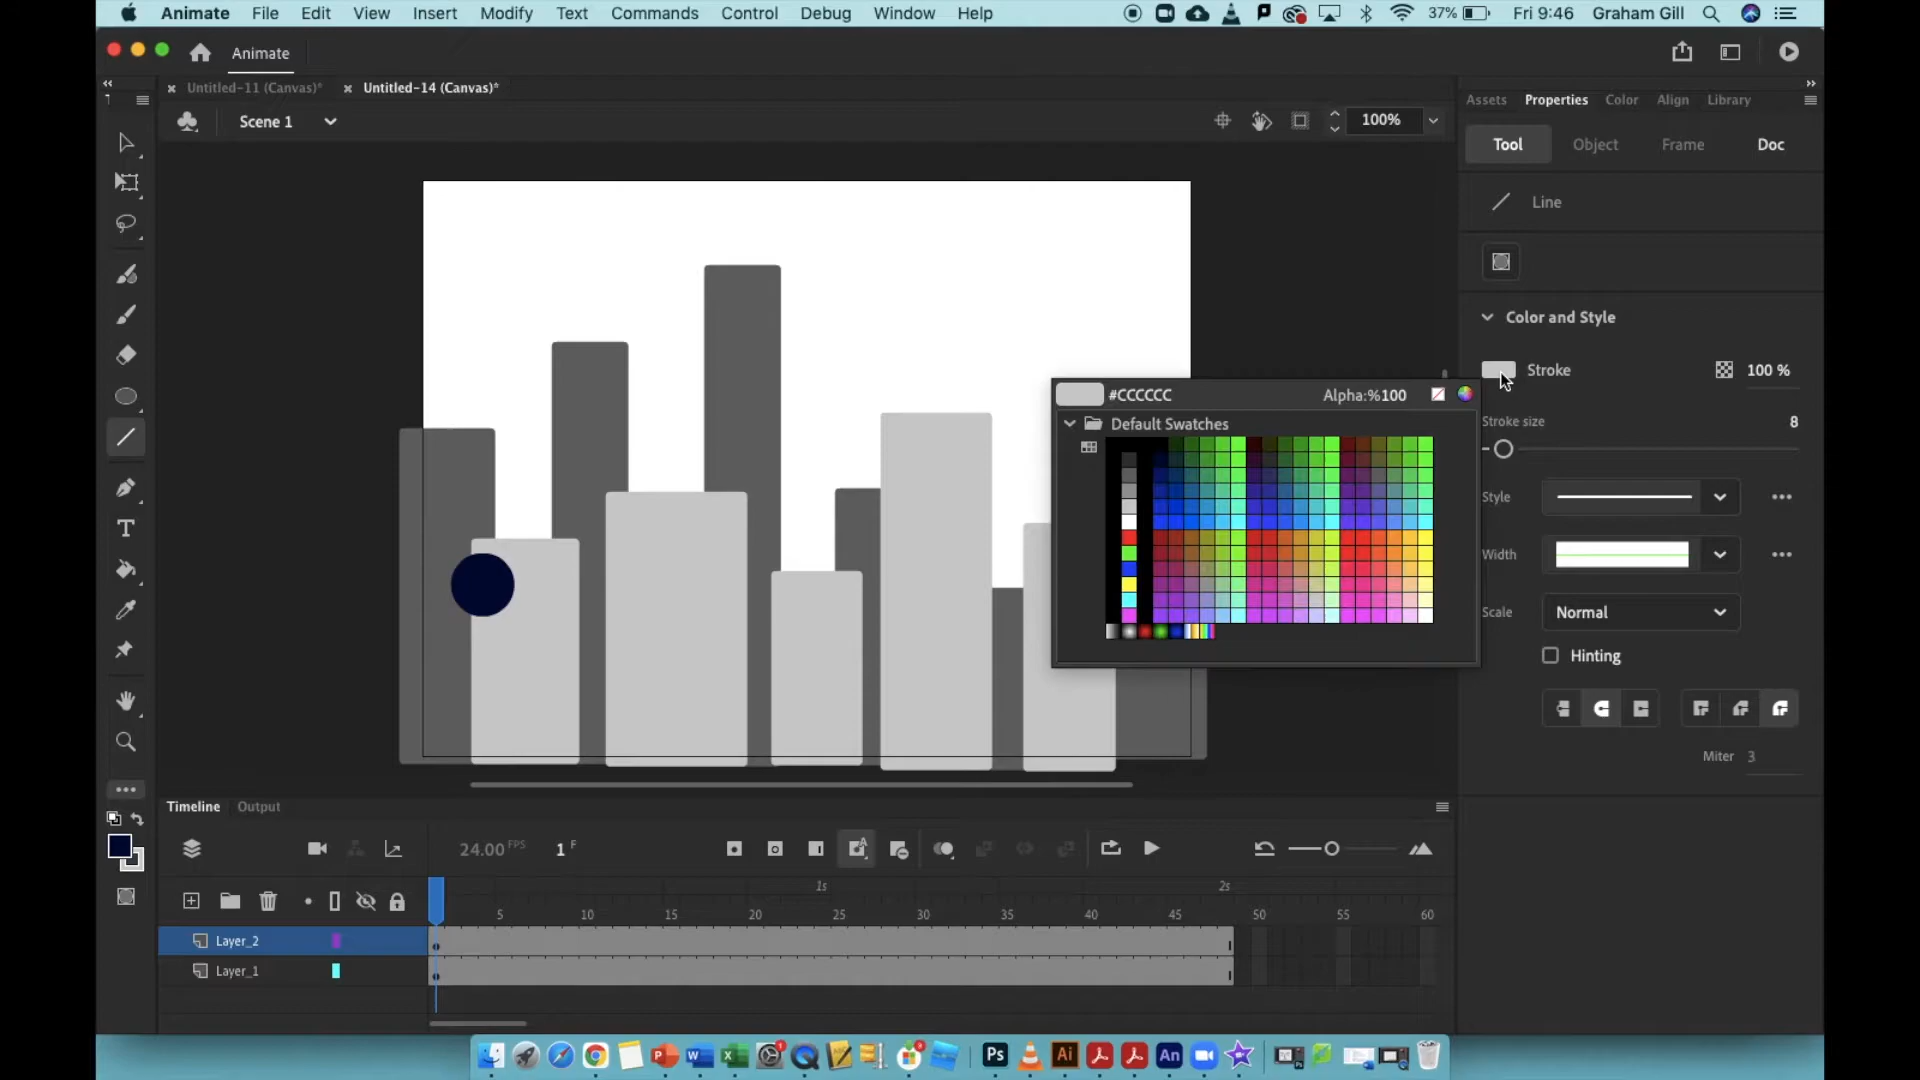 Animate File Edit View Insert Modify Text Commands Control Debug Window Help 37% Fri 9:46 Graham Gill
Animate
Untitled-11 (Canvas)* Untitled-14 (Canvas)*
Assets Properties Color Align Library
Scene 1 100%
Tool Object Frame Doc
Line
Color and Style
Stroke 100 %
#CCCCCC Alpha:%100
Default Swatches
Stroke size 8
Style
Width
Scale Normal
Hinting
Miter 3
Timeline Output
24.00 FPS 1 F
1s 2s
5 10 15 20 25 30 35 40 45 50 55 60
Layer_2
Layer_1
Ps Ai An